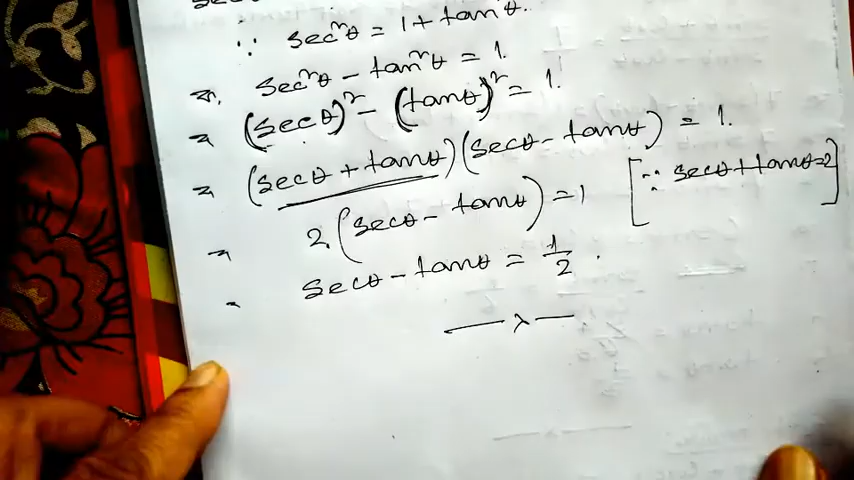 ∵ sec²θ = 1 + tan²θ.
বা, sec²θ - tan²θ = 1.
বা (secθ)² - (tanθ)² = 1.
বা (secθ + tanθ)(secθ - tanθ) = 1.
বা 2(secθ - tanθ) = 1 [∵ secθ + tanθ = 2]
secθ - tanθ = 1/2.